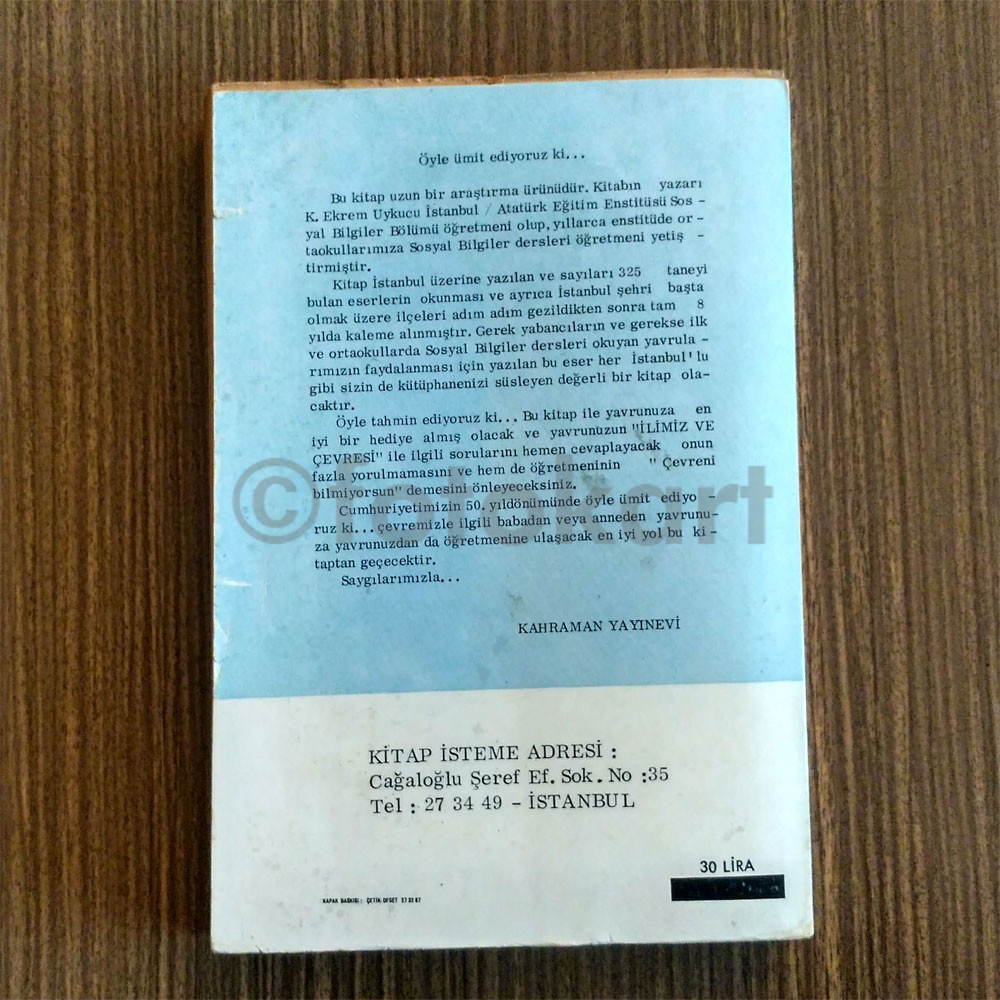 Öyle ümit ediyoruz ki...
Bu kitap uzun bir araştırma ürünüdür. Kitabın yazarı
K. Ekrem Uykucu İstanbul / Atatürk Eğitim Enstitüsü Sos -
yal Bilgiler Bölümü öğretmeni olup, yıllarca enstitüde or -
taokullarımıza Sosyal Bilgiler dersleri öğretmeni yetiş -
tirmiştir.
Kitap İstanbul üzerine yazılan ve sayıları 325 taneyi
bulan eserlerin okunması ve ayrıca İstanbul şehri başta
olmak üzere ilçeleri adım adım gezildikten sonra tam 8
yılda kaleme alınmıştır. Gerek yabancıların ve gerekse ilk
ve ortaokullarda Sosyal Bilgiler dersleri okuyan yavrula -
rımızın faydalanması için yazılan bu eser her İstanbul'lu
gibi sizin de kütüphanenizi süsleyen değerli bir kitap ola-
caktır.
Öyle tahmin ediyoruz ki... Bu kitap ile yavrunuza en
iyi bir hediye almış olacak ve yavrunuzun "İLİMİZ VE
ÇEVRESİ" ile ilgili sorularını hemen cevaplayacak onun
fazla yorulmamasını ve hem de öğretmeninin " Çevreni
bilmiyorsun" demesini önleyeceksiniz.
Cumhuriyetimizin 50. yıldönümünde öyle ümit ediyo -
ruz ki... çevremizle ilgili babadan veya anneden yavrunu-
za yavrunuzdan da öğretmenine ulaşacak en iyi yol bu ki -
taptan geçecektir.
Saygılarımızla...
KAHRAMAN YAYINEVİ
KİTAP İSTEME ADRESİ :
Cağaloğlu Şeref Ef. Sok. No :35
Tel : 27 34 49 - İSTANBUL
30 LİRA
KAPAK BASKISI : ÇETİN OFSET 27 32 67